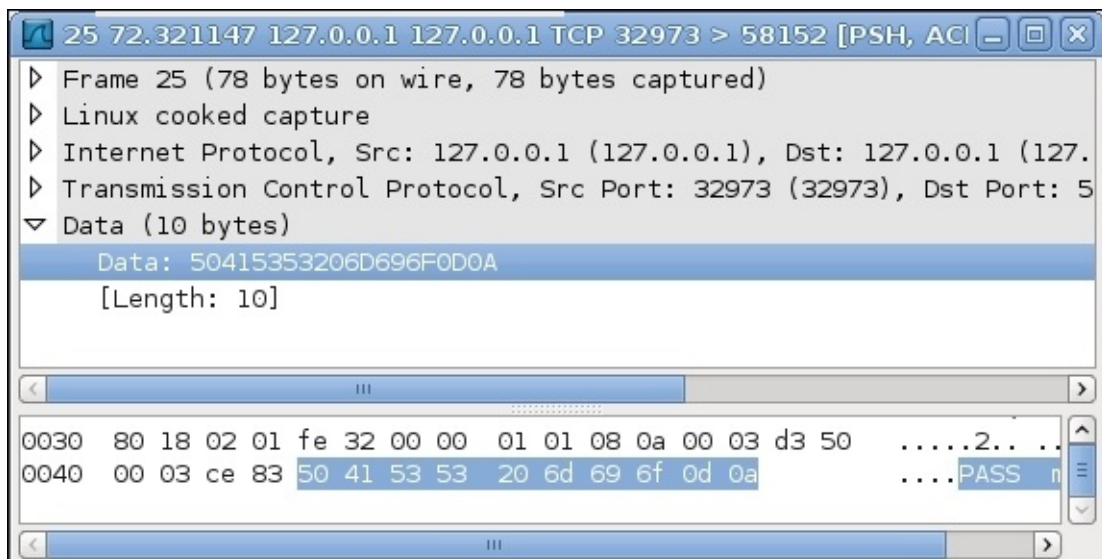 25 72.321147 127.0.0.1 127.0.0.1 TCP 32973 > 58152 [PSH, ACI
Frame 25 (78 bytes on wire, 78 bytes captured)
Linux cooked capture
Internet Protocol, Src: 127.0.0.1 (127.0.0.1), Dst: 127.0.0.1 (127.
Transmission Control Protocol, Src Port: 32973 (32973), Dst Port: 5
Data (10 bytes)
Data: 50415353206D696F0D0A
[Length: 10]
0030 80 18 02 01 fe 32 00 00 01 01 08 0a 00 03 d3 50 .....2.. ..
0040 00 03 ce 83 50 41 53 53 20 6d 69 6f 0d 0a ....PASS m